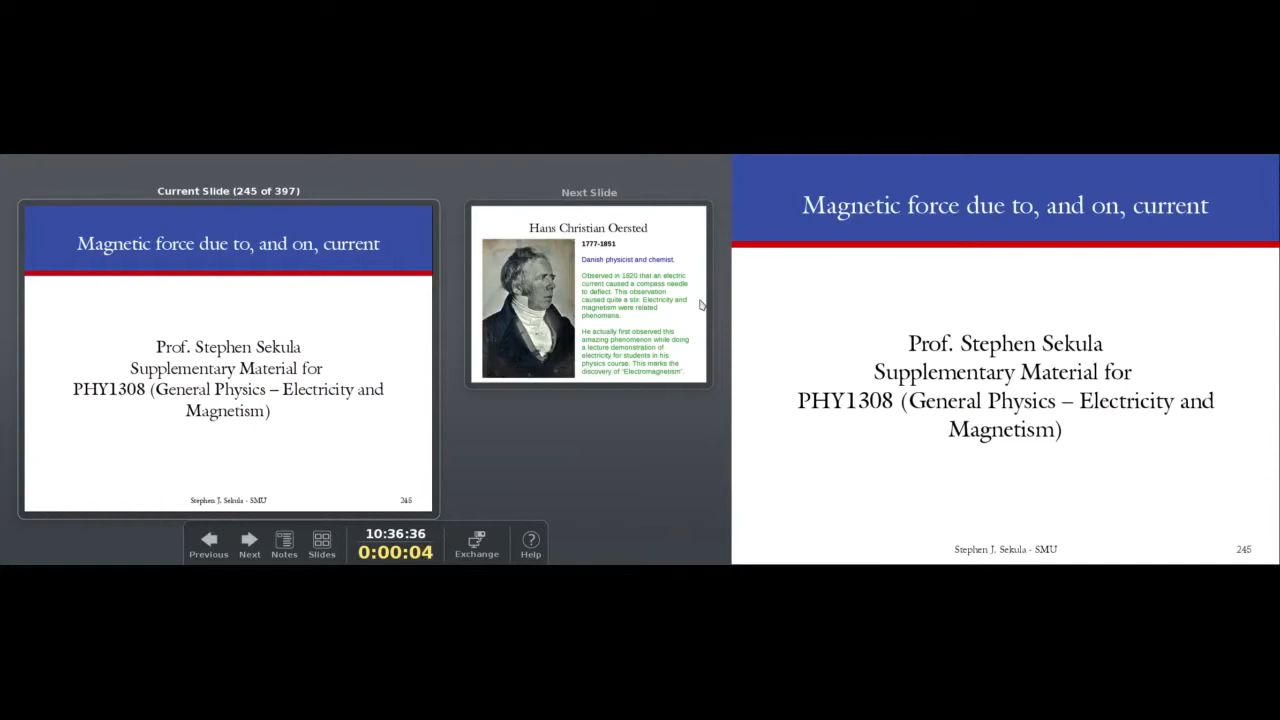 Current Slide (245 of 397)
Magnetic force due to, and on, current
Prof. Stephen Sekula
Supplementary Material for
PHY1308 (General Physics – Electricity and
Magnetism)
Stephen J. Sekula - SMU
245
Next Slide
Hans Christian Oersted
1777-1851
Danish physicist and chemist.
Observed in 1820 that an electric
current caused a compass needle
to deflect. This observation
caused quite a stir. Electricity and
magnetism were related
phenomena.
He actually first observed this
amazing phenomenon while doing
a lecture demonstration of
electricity for students in his
physics course. This marks the
discovery of "Electromagnetism".
Previous
Next
Notes
Slides
10:36:36
0:00:04
Exchange
Help
Magnetic force due to, and on, current
Prof. Stephen Sekula
Supplementary Material for
PHY1308 (General Physics – Electricity and
Magnetism)
Stephen J. Sekula - SMU
245